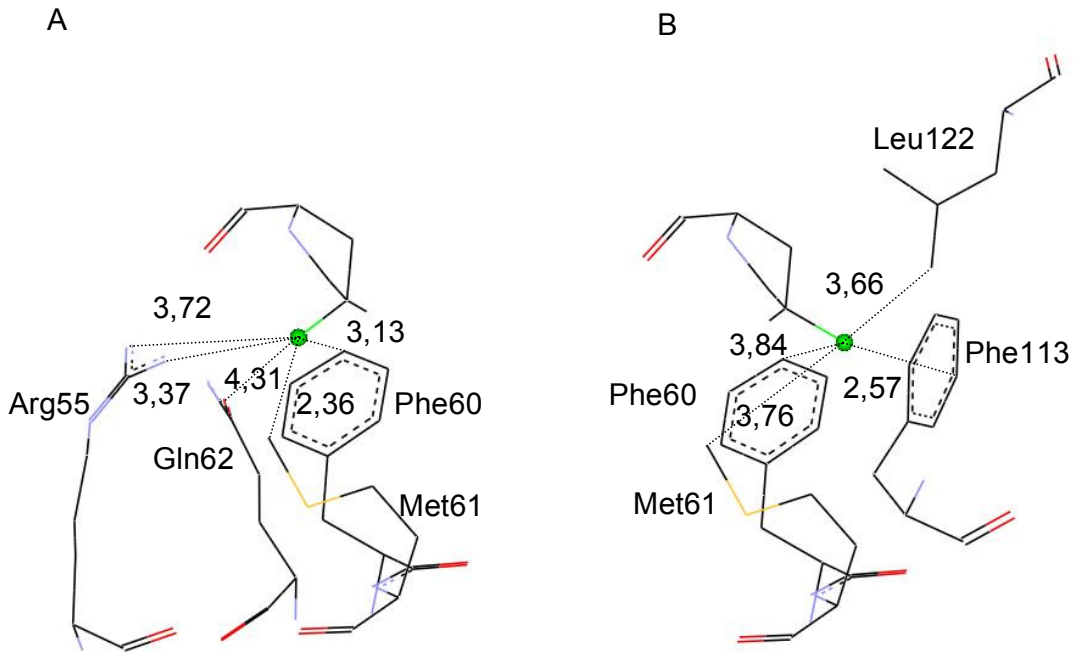 A
3,72
3,13
3,37
4,31
2,36
Arg55
Phe60
Gln62
Met61
B
Leu122
3,66
3,84
Phe113
Phe60
2,57
3,76
Met61